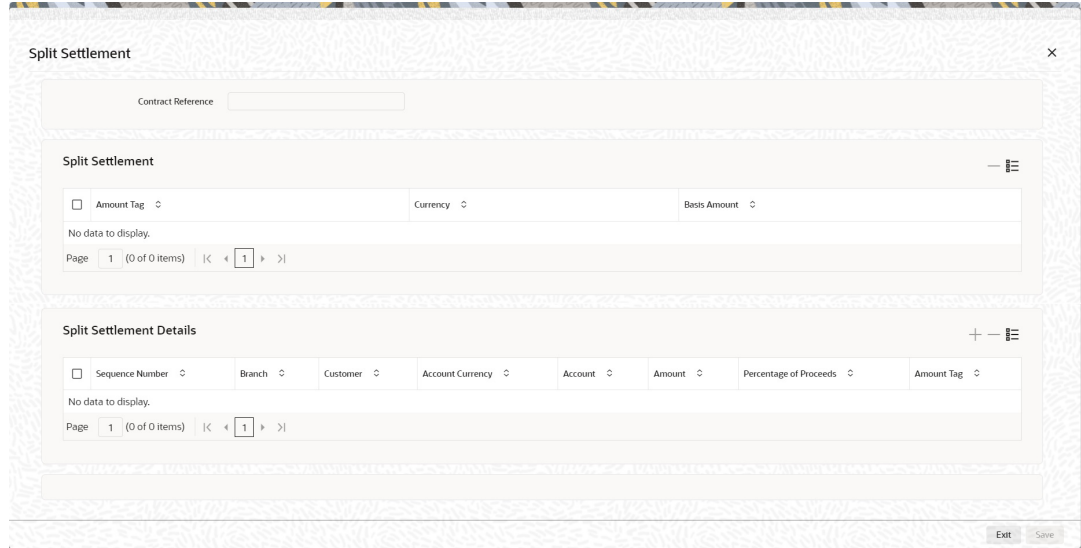 Split Settlement
Contract Reference
Split Settlement
Amount Tag Currency Basis Amount
No data to display.
Page 1 (0 of 0 items) 1
Split Settlement Details
Sequence Number Branch Customer Account Currency Account Amount Percentage of Proceeds Amount Tag
No data to display.
Page 1 (0 of 0 items) 1
Exit Save